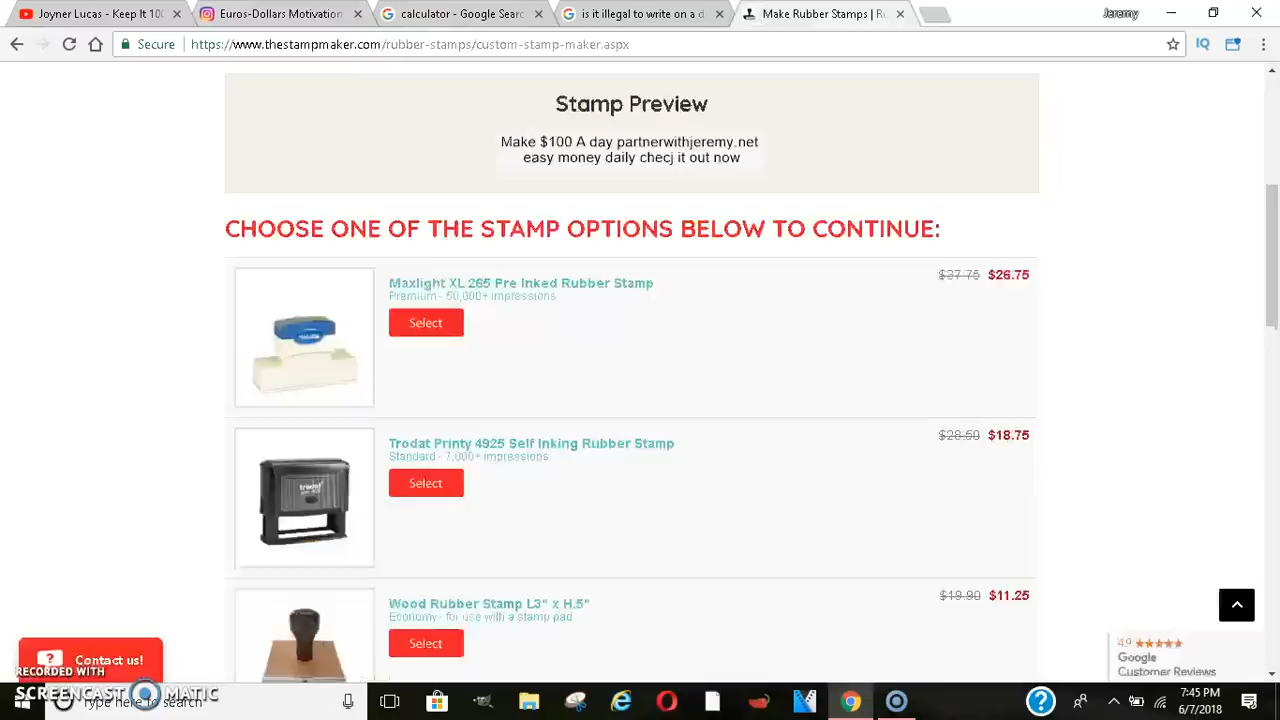 Joyner Lucas - Keep It 100
Euros-Dollars Motivation
calculator - Google Searc
is it illegal to write on a d
Make Rubber Stamps | Ru
Jeremy
Secure
https://www.thestampmaker.com/rubber-stamps/custom-stamp-maker.aspx
IQ
Stamp Preview
Make $100 A day partnerwithjeremy.net
easy money daily checj it out now
CHOOSE ONE OF THE STAMP OPTIONS BELOW TO CONTINUE:
Maxlight XL 265 Pre Inked Rubber Stamp
$37.75 $26.75
Premium - 50,000+ impressions
Select
Trodat Printy 4925 Self Inking Rubber Stamp
$28.50 $18.75
Standard - 7,000+ impressions
Select
trodat
Wood Rubber Stamp L3" x H.5"
$19.90 $11.25
Economy - for use with a stamp pad
Select
Contact us!
4.9
Google
Customer Reviews
RECORDED WITH
SCREENCAST MATIC
Type here to search
7:45 PM
6/7/2018